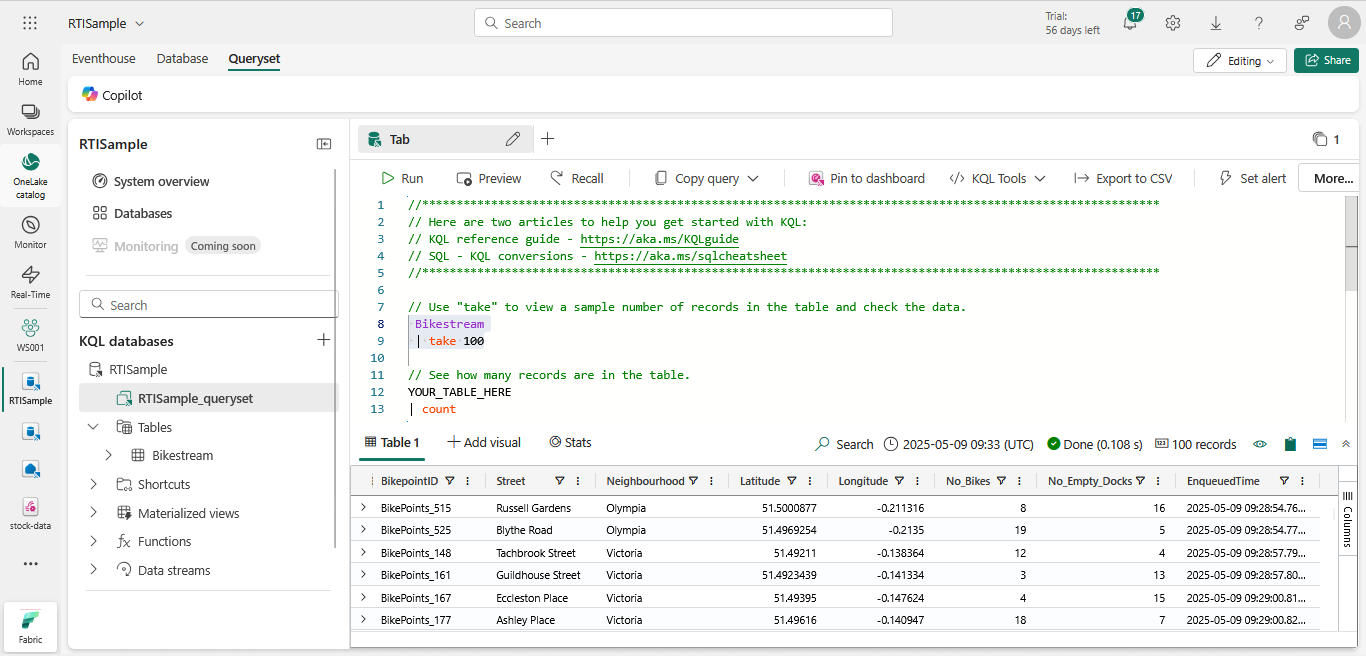 RTISample
Search
Trial:
56 days left
17
Home
Workspaces
OneLake
catalog
Monitor
Real-Time
WS001
RTISample
stock-data
Fabric
Eventhouse Database Queryset
Editing
Share
Copilot
RTISample
System overview
Databases
Monitoring Coming soon
Search
KQL databases
RTISample
RTISample_queryset
Tables
Bikestream
Shortcuts
Materialized views
Functions
Data streams
Tab
1
Run Preview Recall Copy query Pin to dashboard KQL Tools Export to CSV Set alert More...
1 //***********************************************************************************************************
2 // Here are two articles to help you get started with KQL:
3 // KQL reference guide - https://aka.ms/KQLguide
4 // SQL - KQL conversions - https://aka.ms/sqlcheatsheet
5 //***********************************************************************************************************
6
7 // Use "take" to view a sample number of records in the table and check the data.
8 Bikestream
9 | take 100
10
11 // See how many records are in the table.
12 YOUR_TABLE_HERE
13 | count
Table 1 Add visual Stats Search 2025-05-09 09:33 (UTC) Done (0.108 s) 123 100 records
BikepointID Street Neighbourhood Latitude Longitude No_Bikes No_Empty_Docks EnqueuedTime
BikePoints_515 Russell Gardens Olympia 51.5000877 -0.211316 8 16 2025-05-09 09:28:54.76...
BikePoints_525 Blythe Road Olympia 51.4969254 -0.2135 19 5 2025-05-09 09:28:54.77...
BikePoints_148 Tachbrook Street Victoria 51.49211 -0.138364 12 4 2025-05-09 09:28:57.79...
BikePoints_161 Guildhouse Street Victoria 51.4923439 -0.141334 3 13 2025-05-09 09:28:57.80...
BikePoints_167 Eccleston Place Victoria 51.49395 -0.147624 4 15 2025-05-09 09:29:00.81...
BikePoints_177 Ashley Place Victoria 51.49616 -0.140947 18 7 2025-05-09 09:29:00.82...
Columns